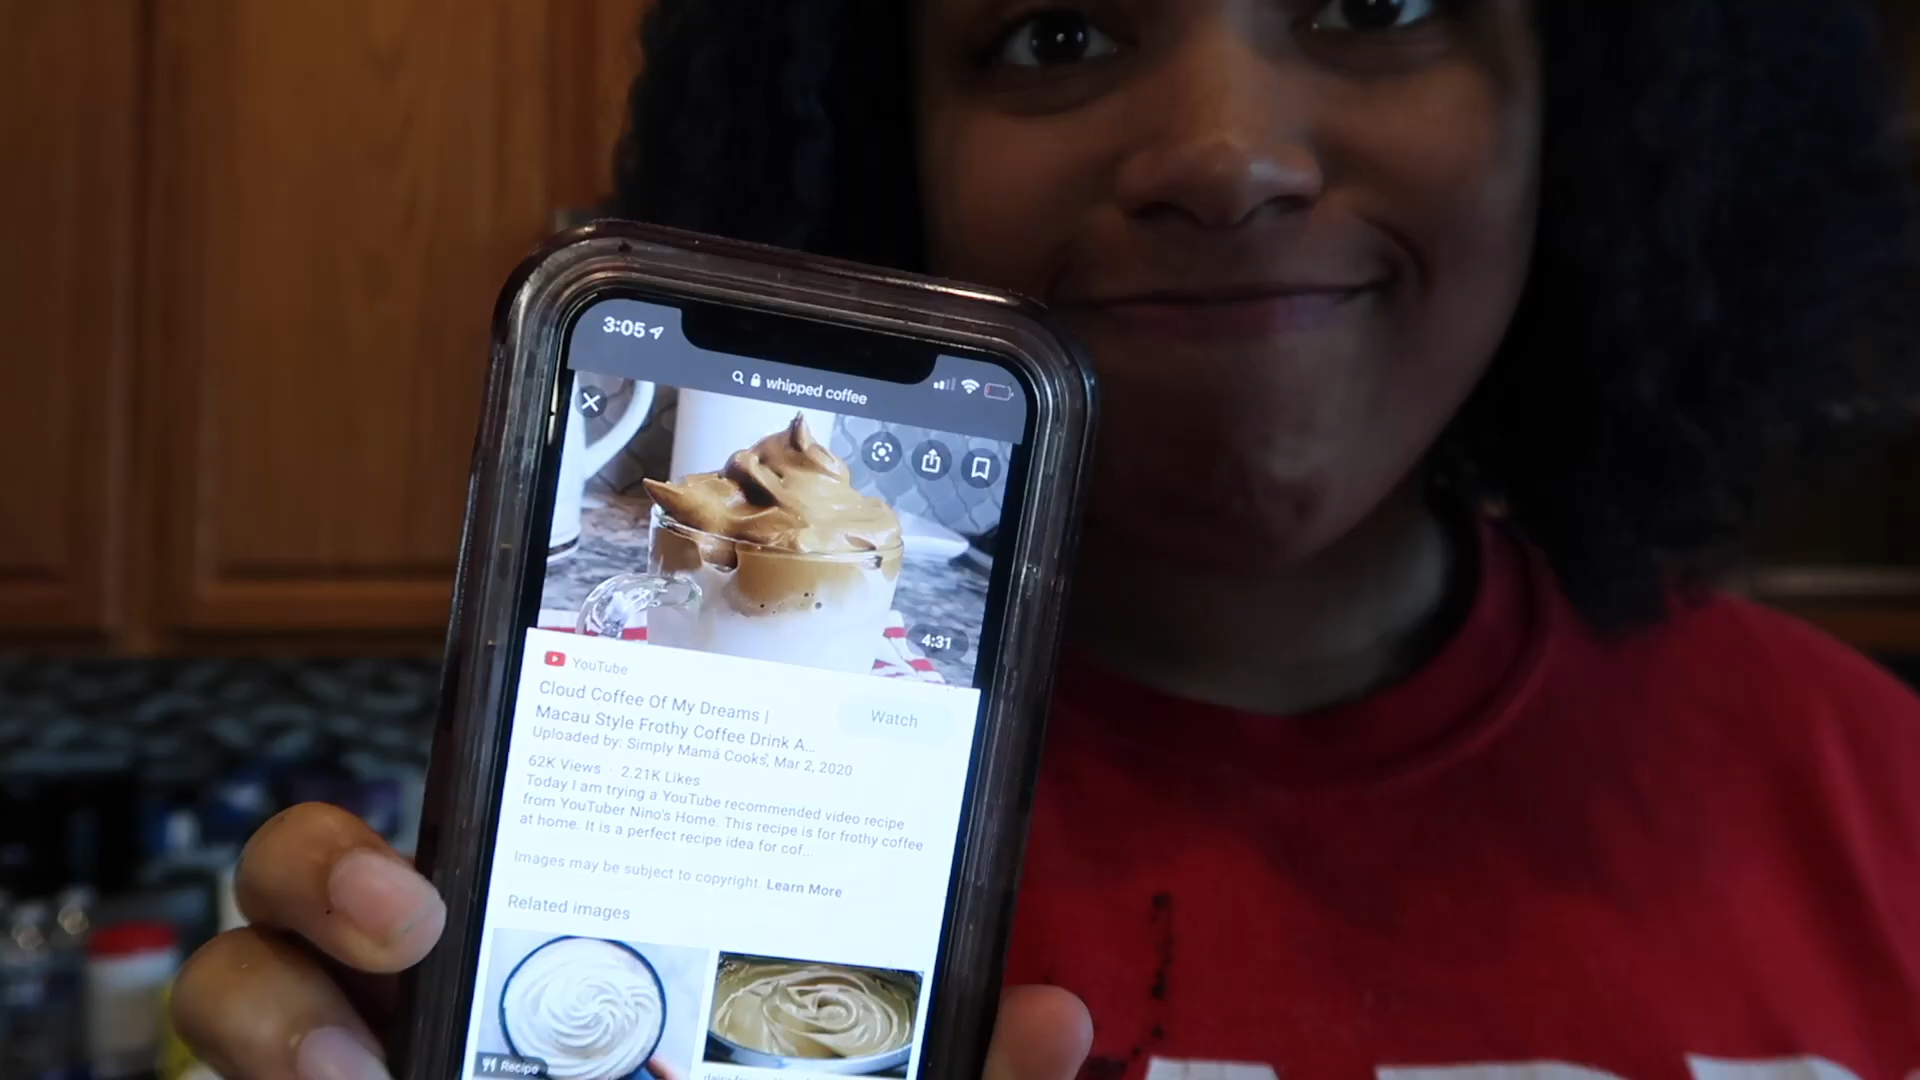 3:05
whipped coffee
4:31
YouTube
Cloud Coffee Of My Dreams |
Macau Style Frothy Coffee Drink A...
Watch
Uploaded by: Simply Mamá Cooks, Mar 2, 2020
62K Views · 2.21K Likes
Today I am trying a YouTube recommended video recipe
from YouTuber Nino's Home. This recipe is for frothy coffee
at home. It is a perfect recipe idea for cof...
Images may be subject to copyright. Learn More
Related images
Recipe